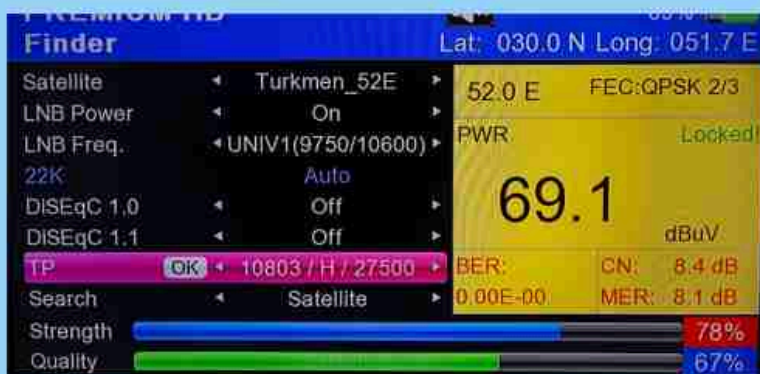 PREMIUM HD
Finder
Lat: 030.0 N Long: 051.7 E
Satellite Turkmen_52E
LNB Power On
LNB Freq. UNIV1(9750/10600)
22K Auto
DiSEqC 1.0 Off
DiSEqC 1.1 Off
TP OK 10803 / H / 27500
Search Satellite
52.0 E FEC:QPSK 2/3
PWR Locked!
69.1
dBuV
BER: CN: 8.4 dB
0.00E-00 MER: 8.1 dB
Strength 78%
Quality 67%